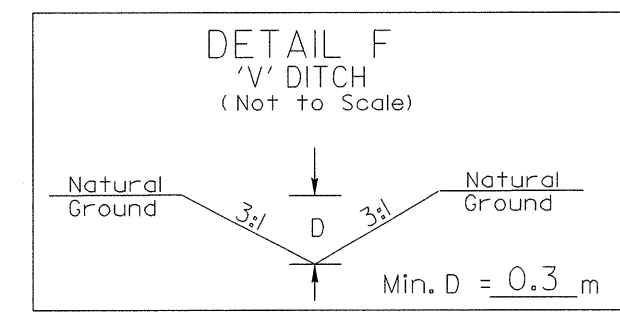 DETAIL F
'V' DITCH
(Not to Scale)
Natural
Ground
3:1
D
3:1
Natural
Ground
Min. D = 0.3 m